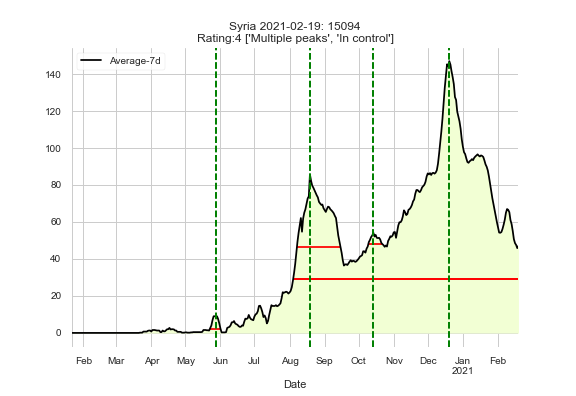 Syria 2021-02-19: 15094
Rating:4 ['Multiple peaks', 'In control']
Average-7d
140
120
100
80
60
40
20
0
Feb Mar Apr May Jun Jul Aug Sep Oct Nov Dec Jan Feb
2021
Date